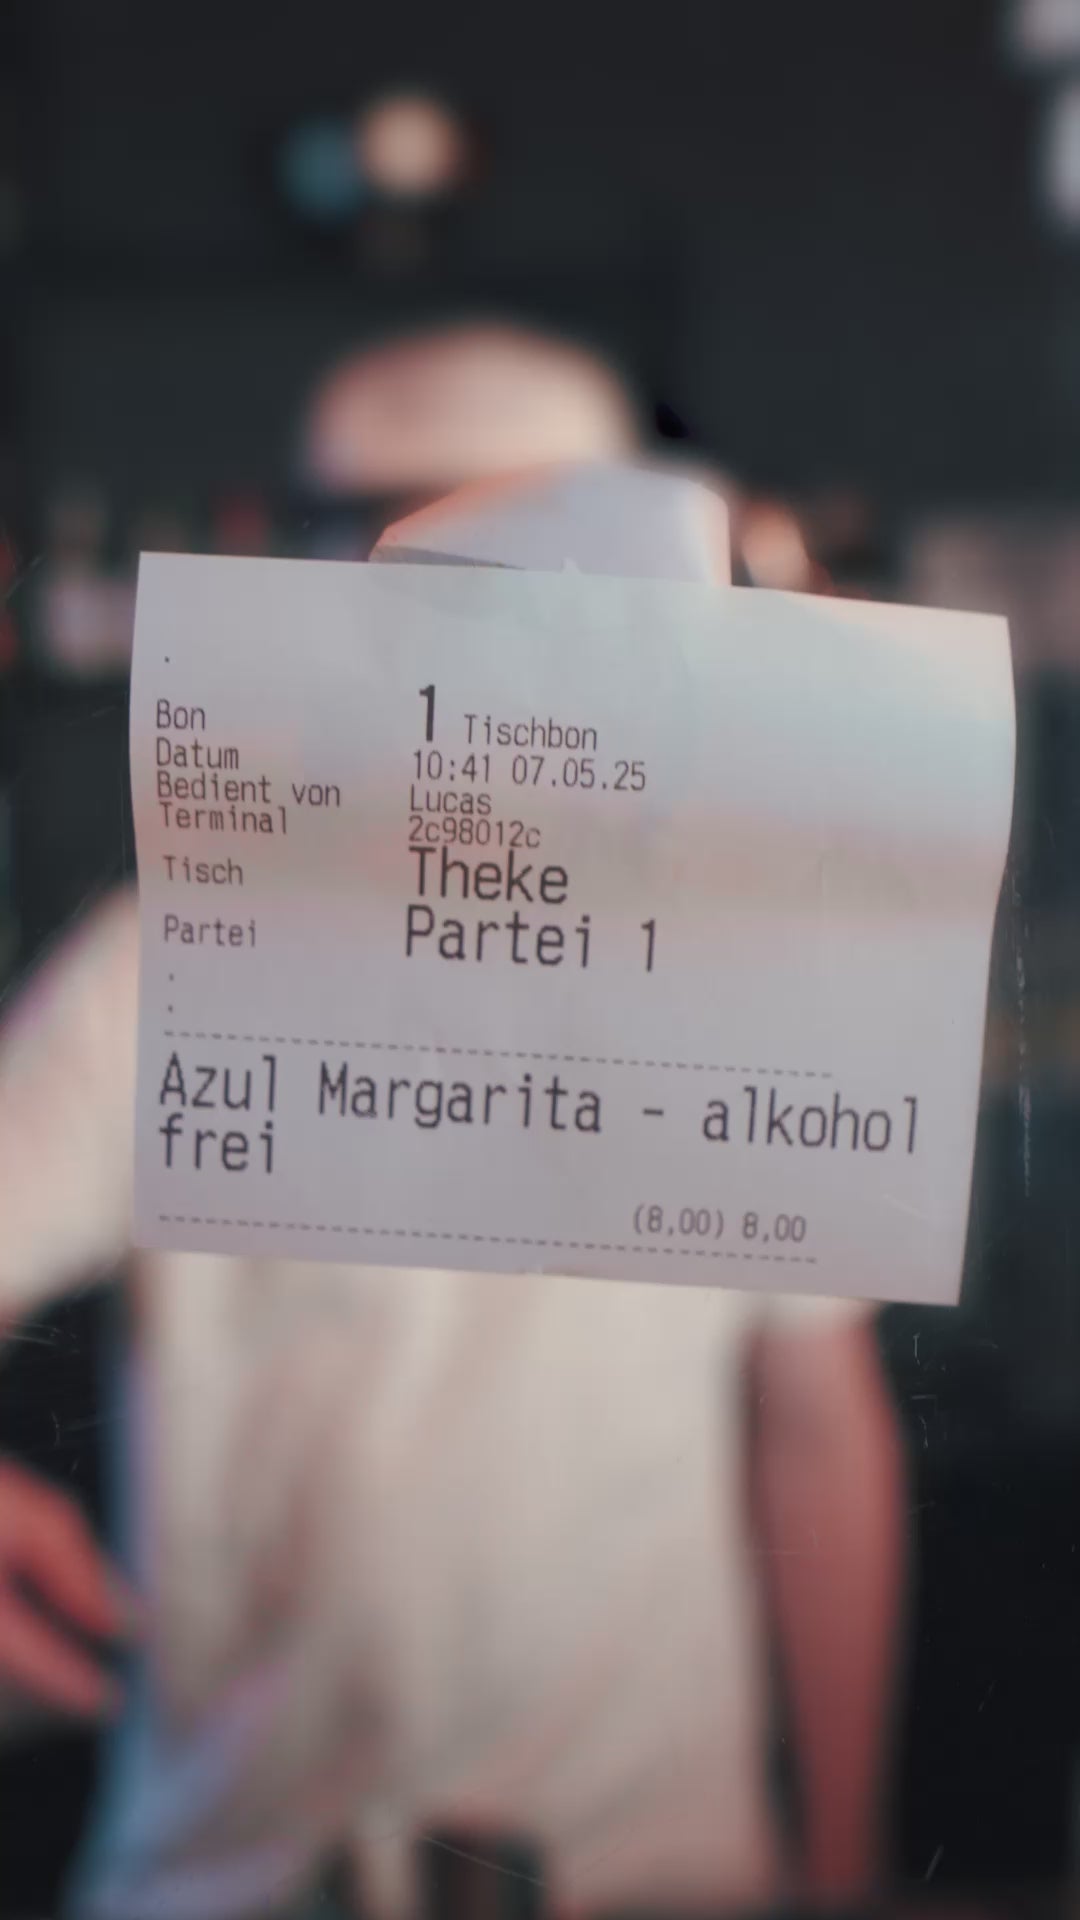 .
Bon 1 Tischbon
Datum 10:41 07.05.25
Bedient von Lucas
Terminal 2c98012c
Tisch Theke
Partei Partei 1
.
.
--------------------------------
Azul Margarita - alkohol
frei
(8,00) 8,00
--------------------------------